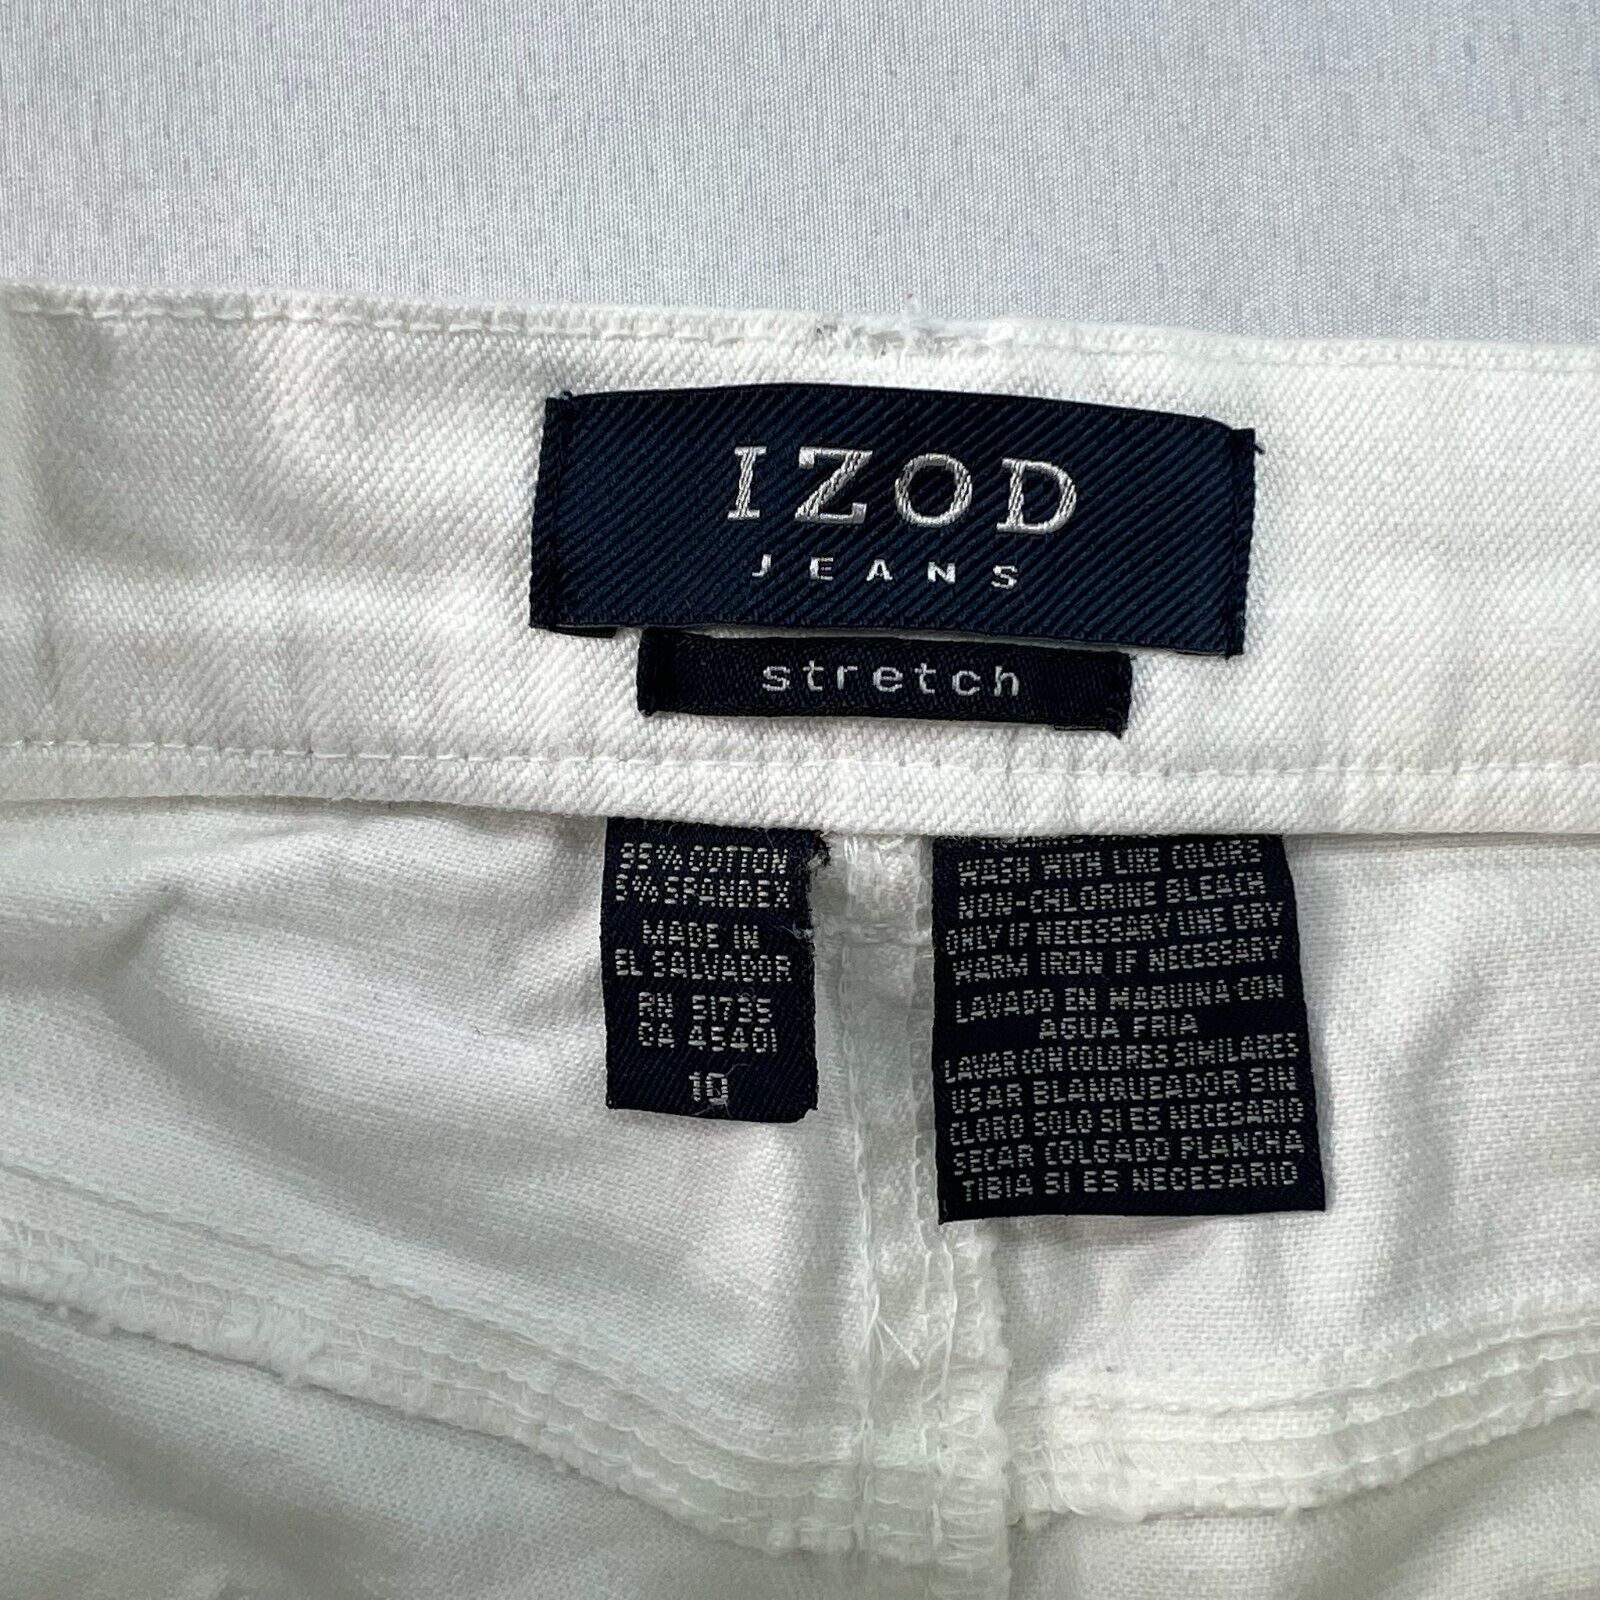 IZOD
JEANS
stretch
95% COTTON
5% SPANDEX
MADE IN
EL SALVADOR
RN 51735
CA 45401
10
WASH WITH LIKE COLORS
NON-CHLORINE BLEACH
ONLY IF NECESSARY LINE DRY
WARM IRON IF NECESSARY
LAVADO EN MAQUINA CON
AGUA FRIA
LAVAR CON COLORES SIMILARES
USAR BLANQUEADOR SIN
CLORO SOLO SI ES NECESARIO
SECAR COLGADO PLANCHA
TIBIA SI ES NECESARIO